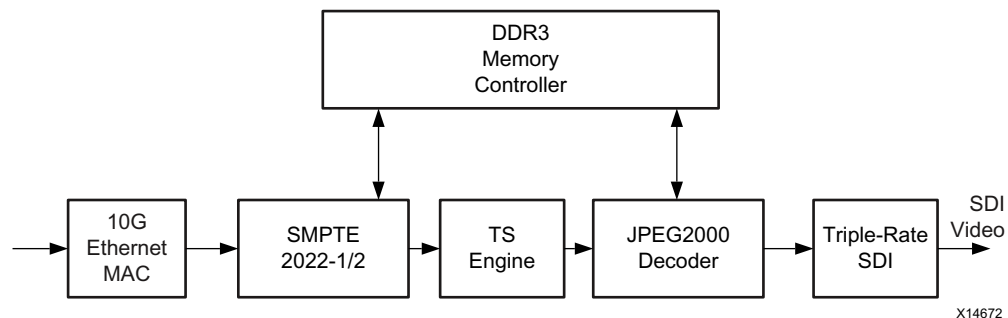 DDR3
Memory
Controller
10G
Ethernet
MAC
SMPTE
2022-1/2
TS
Engine
JPEG2000
Decoder
Triple-Rate
SDI
SDI
Video
X14672